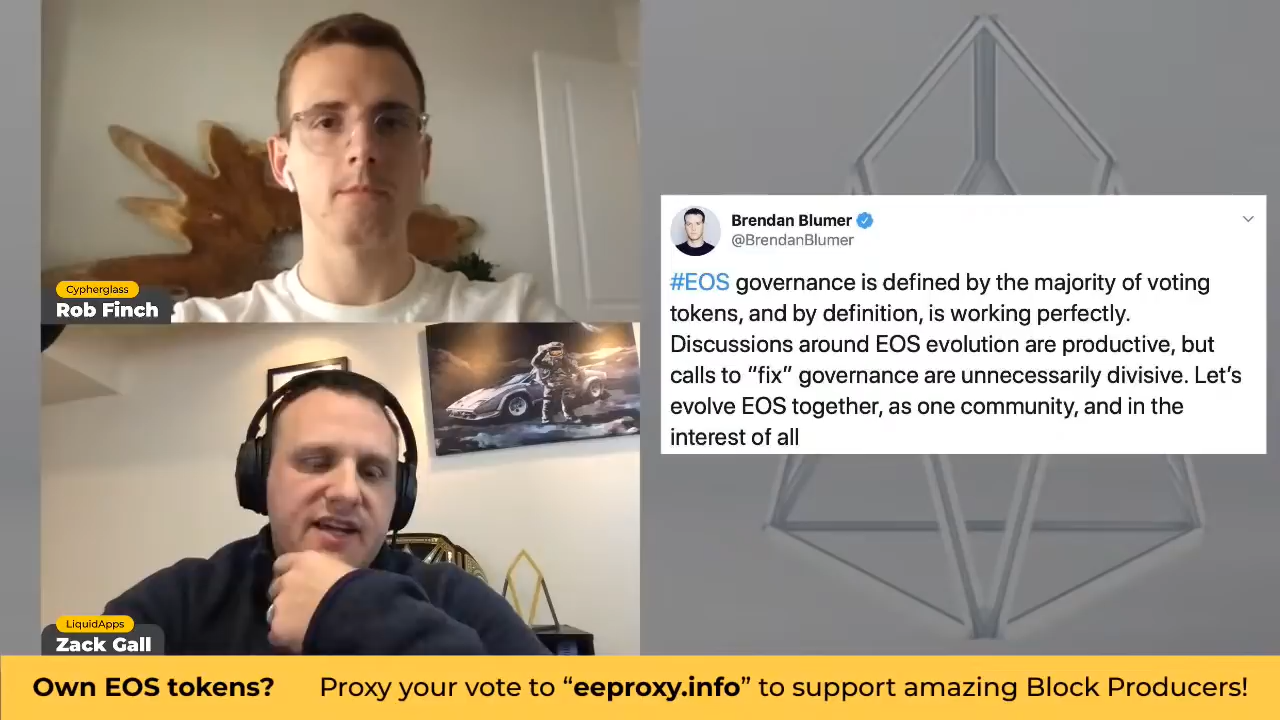 Cypherglass
Rob Finch
LiquidApps
Zack Gall
Brendan Blumer
@BrendanBlumer
#EOS governance is defined by the majority of voting
tokens, and by definition, is working perfectly.
Discussions around EOS evolution are productive, but
calls to “fix” governance are unnecessarily divisive. Let’s
evolve EOS together, as one community, and in the
interest of all
Own EOS tokens? Proxy your vote to “eeproxy.info” to support amazing Block Producers!